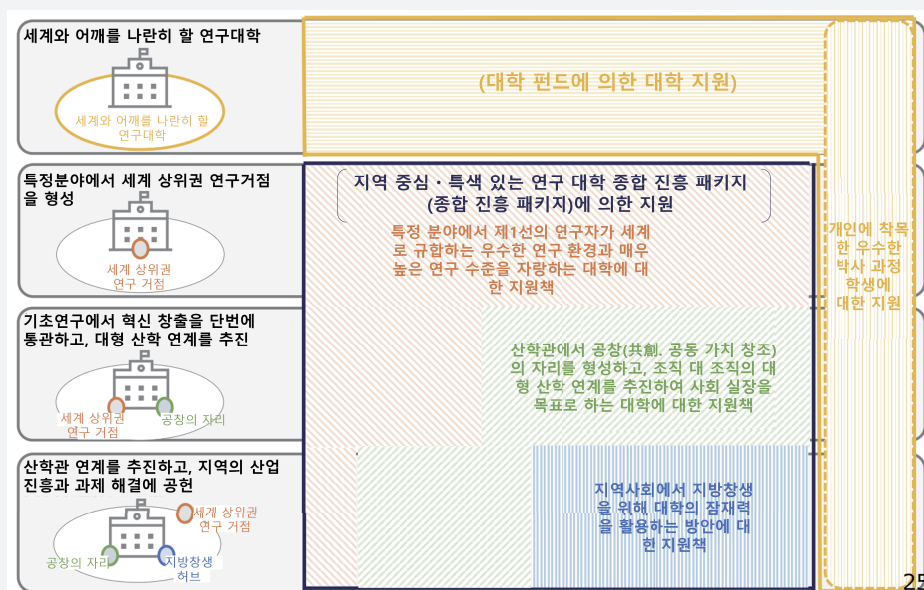 세계와 어깨를 나란히 할 연구대학
세계와 어깨를 나란히 할
연구대학
(대학 펀드에 의한 대학 지원)
특정분야에서 세계 상위권 연구거점
을 형성
세계 상위권
연구 거점
지역 중심 · 특색 있는 연구 대학 종합 진흥 패키지
(종합 진흥 패키지)에 의한 지원
특정 분야에서 제1선의 연구자가 세계
로 규합하는 우수한 연구 환경과 매우
높은 연구 수준을 자랑하는 대학에 대
한 지원책
개인에 착목
한 우수한
박사 과정
학생에
대한 지원
기초연구에서 혁신 창출을 단번에
통관하고, 대형 산학 연계를 추진
세계 상위권
연구 거점
공창의 자리
산학관에서 공창(共創. 공동 가치 창조)
의 자리를 형성하고, 조직 대 조직의 대
형 산학 연계를 추진하여 사회 실장을
목표로 하는 대학에 대한 지원책
산학관 연계를 추진하고, 지역의 산업
진흥과 과제 해결에 공헌
세계 상위권
연구 거점
공창의 자리
지방창생
허브
지역사회에서 지방창생
을 위해 대학의 잠재력
을 활용하는 방안에 대
한 지원책
25